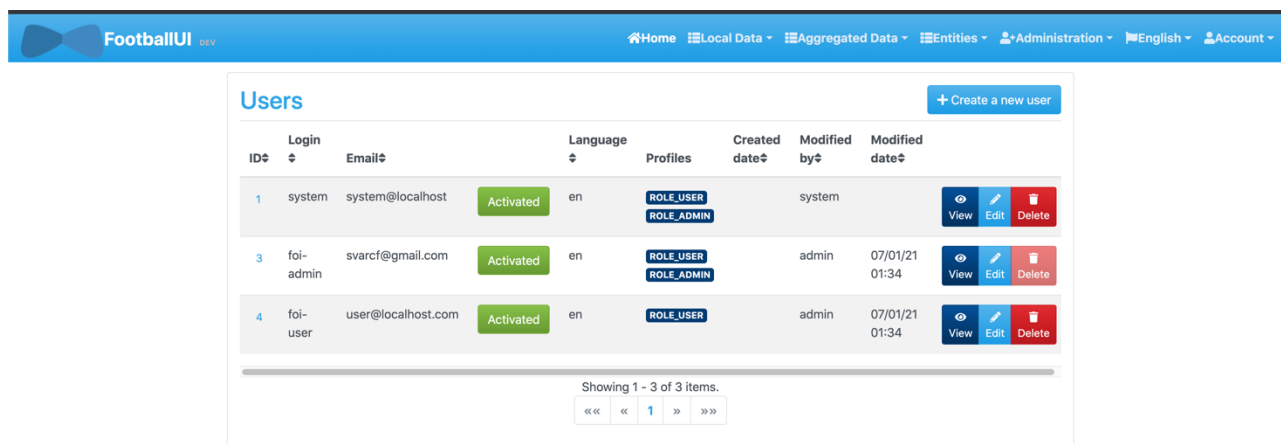 FootballUI DEV Home Local Data Aggregated Data Entities Administration English Account
Users + Create a new user
Login Language Created Modified Modified
ID Email Profiles date by date
1 system system@localhost Activated en ROLE_USER system View Edit Delete
ROLE_ADMIN
3 foi- svarcf@gmail.com Activated en ROLE_USER admin 07/01/21 View Edit Delete
admin ROLE_ADMIN 01:34
4 foi- user@localhost.com Activated en ROLE_USER admin 07/01/21 View Edit Delete
user 01:34
Showing 1 - 3 of 3 items.
«« « 1 » »»